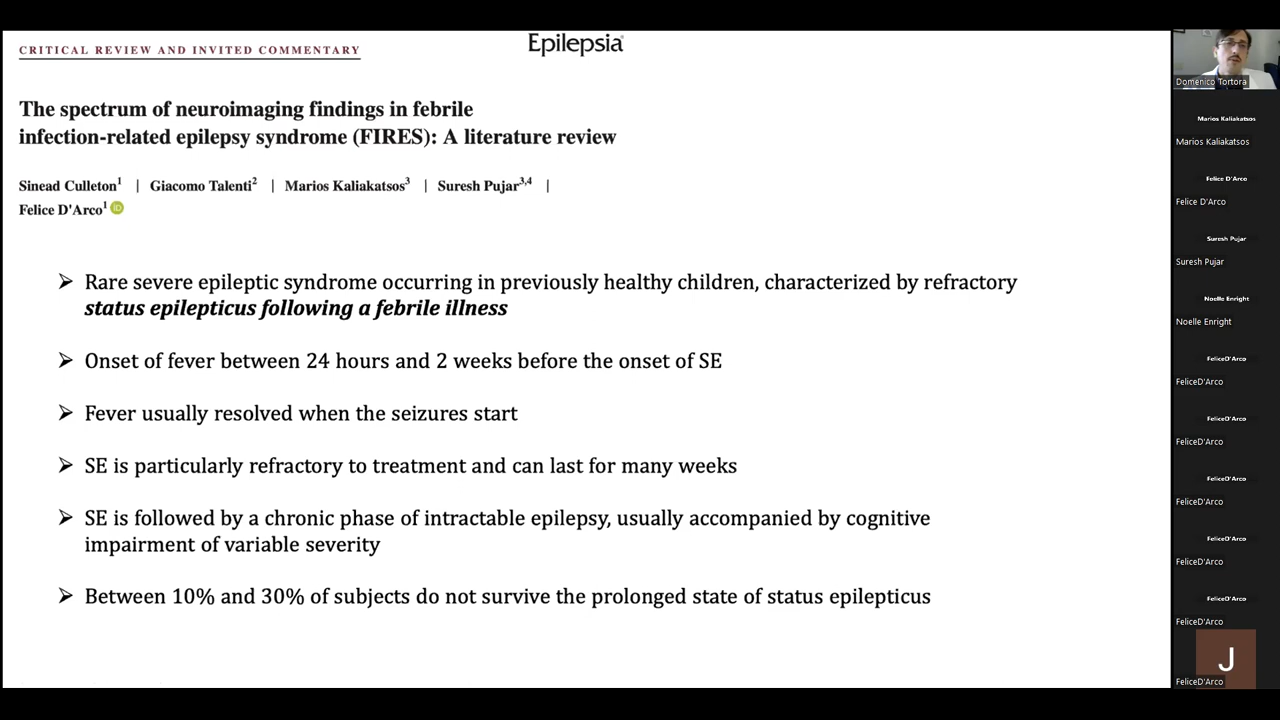 CRITICAL REVIEW AND INVITED COMMENTARY
Epilepsia
The spectrum of neuroimaging findings in febrile
infection-related epilepsy syndrome (FIRES): A literature review
Sinead Culleton1 | Giacomo Talenti2 | Marios Kaliakatsos3 | Suresh Pujar3,4 |
Felice D'Arco1 iD
➢ Rare severe epileptic syndrome occurring in previously healthy children, characterized by refractory
status epilepticus following a febrile illness
➢ Onset of fever between 24 hours and 2 weeks before the onset of SE
➢ Fever usually resolved when the seizures start
➢ SE is particularly refractory to treatment and can last for many weeks
➢ SE is followed by a chronic phase of intractable epilepsy, usually accompanied by cognitive
impairment of variable severity
➢ Between 10% and 30% of subjects do not survive the prolonged state of status epilepticus
Domenico Tortora
Marios Kaliakatsos
Marios Kaliakatsos
Felice D'Arco
Felice D'Arco
Suresh Pujar
Suresh Pujar
Noelle Enright
Noelle Enright
FeliceD'Arco
FeliceD'Arco
FeliceD'Arco
FeliceD'Arco
FeliceD'Arco
FeliceD'Arco
FeliceD'Arco
FeliceD'Arco
FeliceD'Arco
FeliceD'Arco
J
FeliceD'Arco